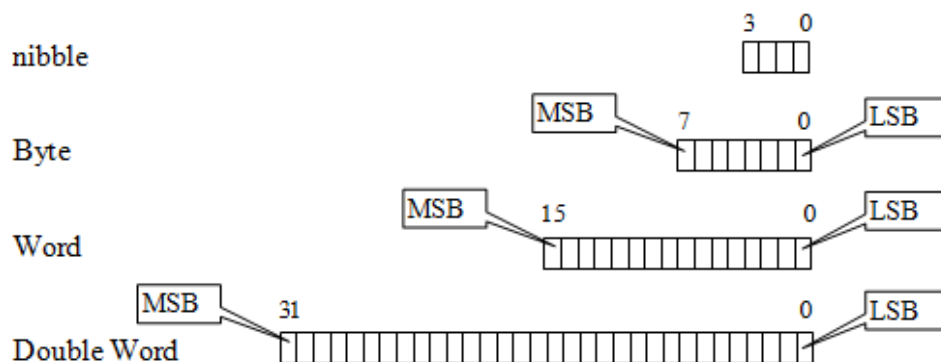 3 0
nibble
MSB 7 0 LSB
Byte
MSB 15 0 LSB
Word
MSB 31 0 LSB
Double Word